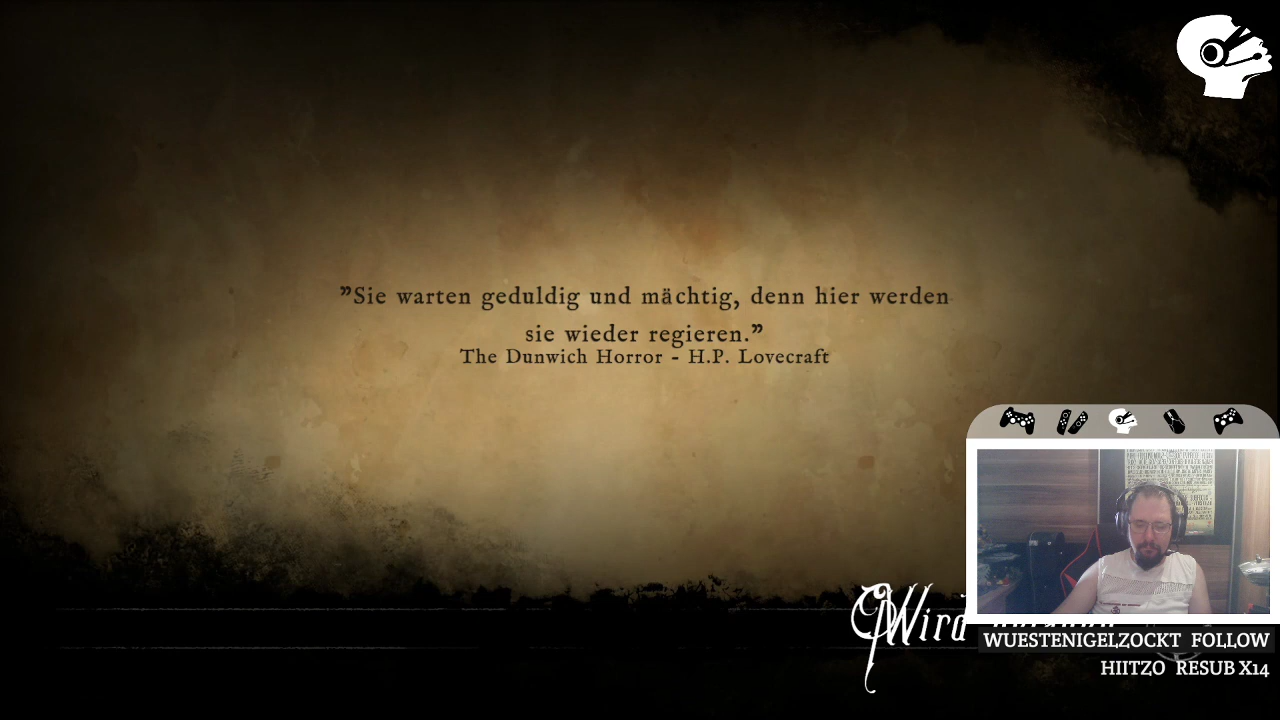 ”Sie warten geduldig und mächtig, denn hier werden
sie wieder regieren.”
The Dunwich Horror - H.P. Lovecraft
Wird
WUESTENIGELZOCKT FOLLOW
HIITZO RESUB X14